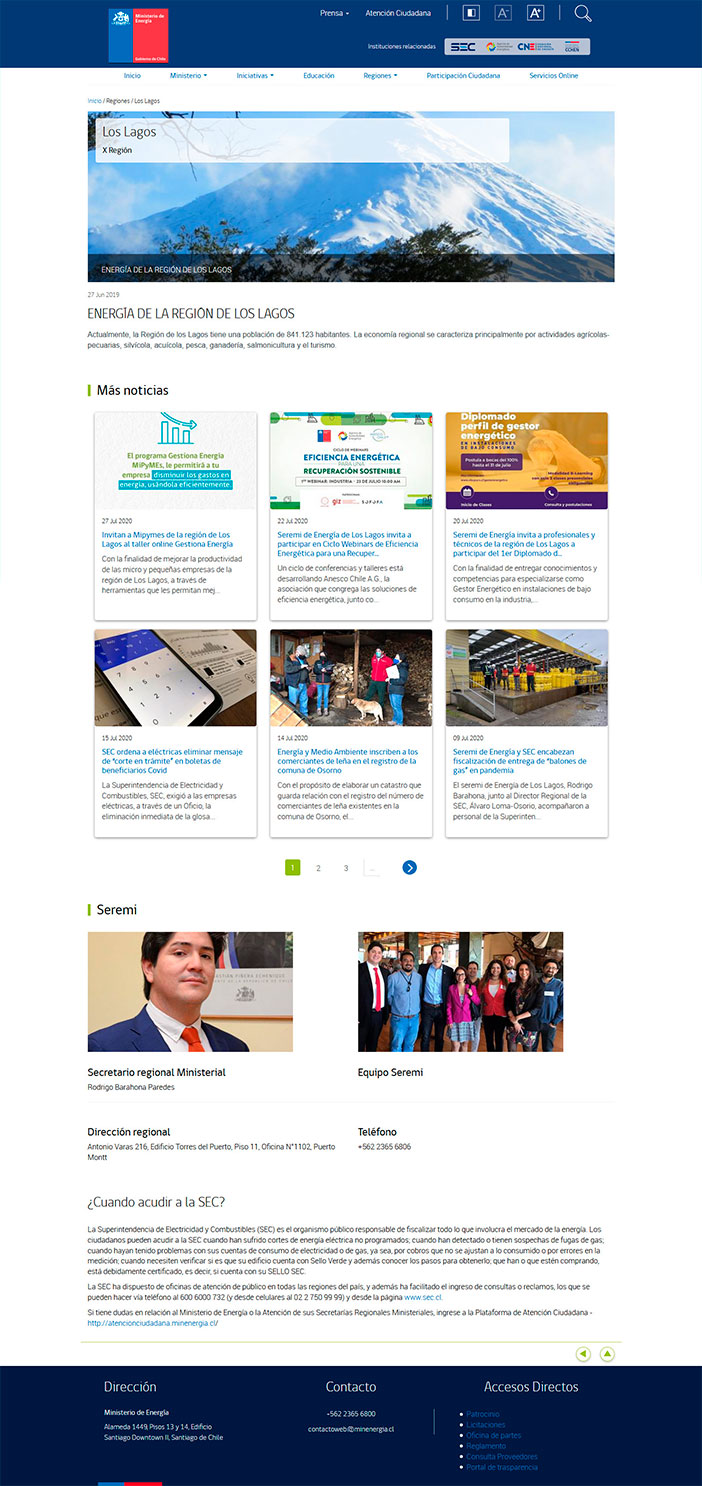 Ministerio de
Energía
Gobierno de Chile
Prensa
Atención Ciudadana
A-
A+
Instituciones relacionadas
SEC
CNE
CCHEN
Inicio
Ministerio
Iniciativas
Educación
Regiones
Participación Ciudadana
Servicios Online
Inicio / Regiones / Los Lagos
Los Lagos
X Región
ENERGÍA DE LA REGIÓN DE LOS LAGOS
27 Jun 2019
ENERGÍA DE LA REGIÓN DE LOS LAGOS
Actualmente, la Región de los Lagos tiene una población de 841.123 habitantes. La economía regional se caracteriza principalmente por actividades agrícolas-
pecuarias, silvícola, acuícola, pesca, ganadería, salmonicultura y el turismo.
Más noticias
El programa Gestiona Energía
MiPyMEs, le permitirá a tu
empresa disminuir los gastos en
energía, usándola eficientemente.
27 Jul 2020
Invitan a Mipymes de la región de Los
Lagos al taller online Gestiona Energía
Con la finalidad de mejorar la productividad
de las micro y pequeñas empresas de la
región de Los Lagos, a través de
herramientas que les permitan mej...
CICLO DE WEBINARS
EFICIENCIA ENERGÉTICA
PARA UNA
RECUPERACIÓN SOSTENIBLE
1ER WEBINAR: INDUSTRIA - 23 DE JULIO 10:00 AM
giz
SOFOFA
22 Jul 2020
Seremi de Energía de Los Lagos invita a
participar en Ciclo Webinars de Eficiencia
Energética para una Recuper...
Un ciclo de conferencias y talleres está
desarrollando Anesco Chile A.G., la
asociación que congrega las soluciones de
eficiencia energética, junto co...
Diplomado
perfil de gestor
energético
EN INSTALACIONES
DE BAJO CONSUMO
Postula a becas del 100%
hasta el 31 de julio
Modalidad B-Learning
Inicio de Clases
Consulta y postulaciones
20 Jul 2020
Seremi de Energía invita a profesionales y
técnicos de la región de Los Lagos a
participar del 1er Diplomado d...
Con la finalidad de entregar conocimientos y
competencias para especializarse como
Gestor Energético en instalaciones de bajo
consumo en la industria,...
15 Jul 2020
SEC ordena a eléctricas eliminar mensaje
de "corte en trámite" en boletas de
beneficiarios Covid
La Superintendencia de Electricidad y
Combustibles, SEC, exigió a las empresas
eléctricas, a través de un Oficio, la
eliminación inmediata de la glosa...
14 Jul 2020
Energía y Medio Ambiente inscriben a los
comerciantes de leña en el registro de la
comuna de Osorno
Con el propósito de elaborar un catastro que
guarda relación con el registro del número de
comerciantes de leña existentes en la
comuna de Osorno, el...
09 Jul 2020
Seremi de Energía y SEC encabezan
fiscalización de entrega de "balones de
gas" en pandemia
El seremi de Energía de Los Lagos, Rodrigo
Barahona, junto al Director Regional de la
SEC, Álvaro Loma-Osorio, acompañaron a
personal de la Superinten...
1
2
3
...
Seremi
Secretario regional Ministerial
Rodrigo Barahona Paredes
Equipo Seremi
Dirección regional
Antonio Varas 216, Edificio Torres del Puerto, Piso 11, Oficina N°1102, Puerto
Montt
Teléfono
+562 2365 6806
¿Cuando acudir a la SEC?
La Superintendencia de Electricidad y Combustibles (SEC) es el organismo público responsable de fiscalizar todo lo que involucra el mercado de la energía. Los
ciudadanos pueden acudir a la SEC cuando han sufrido cortes de energía eléctrica no programados; cuando han detectado o tienen sospechas de fugas de gas;
cuando hayan tenido problemas con sus cuentas de consumo de electricidad o de gas, ya sea, por cobros que no se ajustan a lo consumido o por errores en la
medición; cuando necesiten verificar si es que su edificio cuenta con Sello Verde y además conocer los pasos para obtenerlo; que han o que estén comprando,
está debidamente certificado, es decir, si cuenta con su SELLO SEC.
La SEC ha dispuesto de oficinas de atención de público en todas las regiones del país, y además ha facilitado el ingreso de consultas o reclamos, los que se
pueden hacer vía teléfono al 600 6000 732 (y desde celulares al 02 2 750 99 99) y desde la página www.sec.cl.
Si tiene dudas en relación al Ministerio de Energía o la Atención de sus Secretarías Regionales Ministeriales, ingrese a la Plataforma de Atención Ciudadana -
http://atencionciudadana.minenergia.cl/
Dirección
Ministerio de Energía
Alameda 1449, Pisos 13 y 14, Edificio
Santiago Downtown II, Santiago de Chile
Contacto
+562 2365 6800
contactoweb@minenergia.cl
Accesos Directos
Patrocinio
Licitaciones
Oficina de partes
Reglamento
Consulta Proveedores
Portal de trasparencia